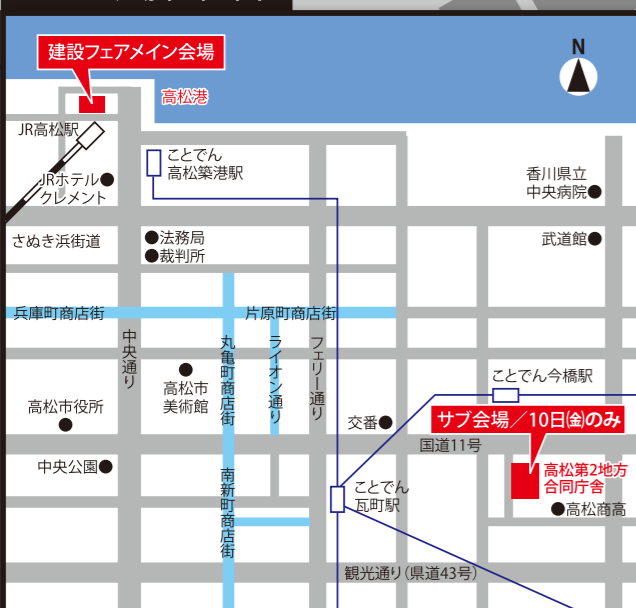 建設フェアメイン会場
N
高松港
JR高松駅
ことでん
高松築港駅
JRホテル
クレメント
香川県立
中央病院
さぬき浜街道
法務局
裁判所
武道館
兵庫町商店街
片原町商店街
中央通り
丸亀町商店街
ライオン通り
フェリー通り
高松市
美術館
ことでん今橋駅
高松市役所
交番
サブ会場／10日㈮のみ
国道11号
中央公園
南新町商店街
ことでん
瓦町駅
高松第2地方
合同庁舎
高松商高
観光通り（県道43号）